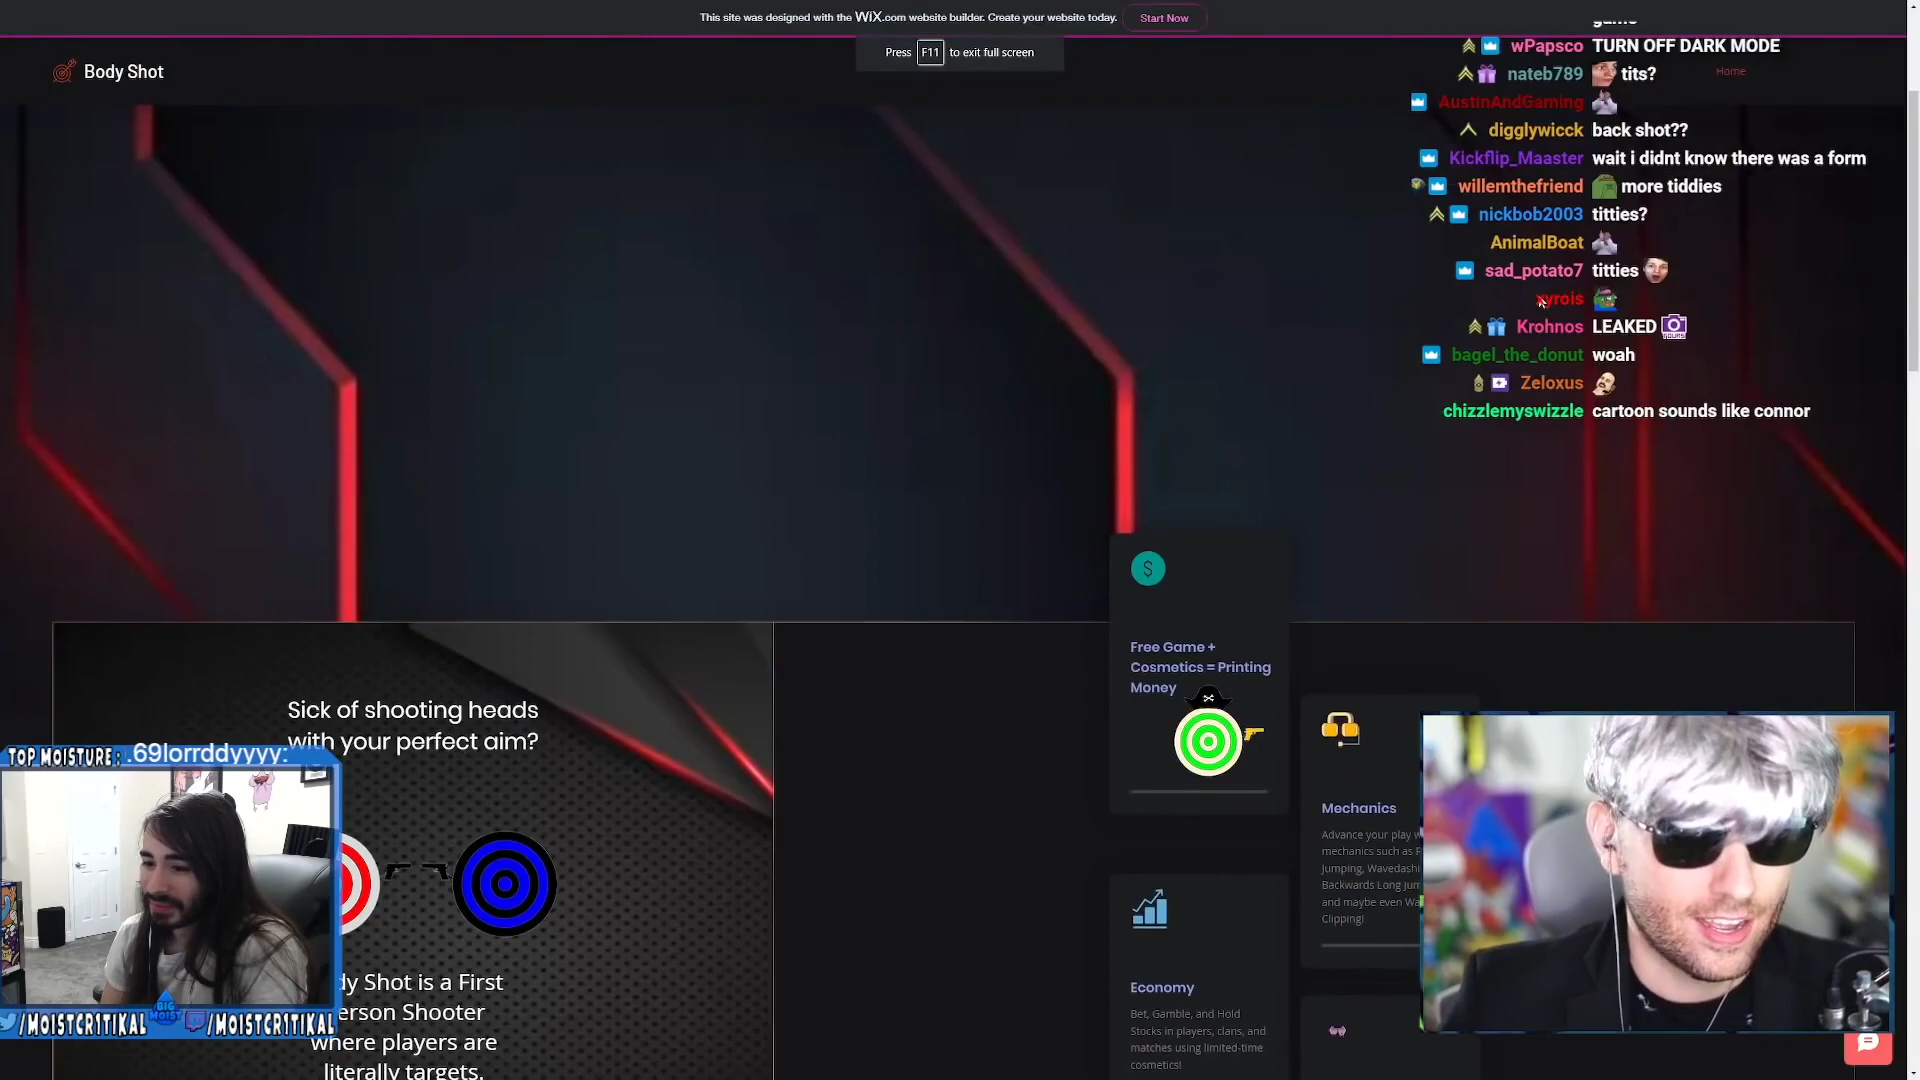 This site was designed with the WiX.com website builder. Create your website today.
Start Now
Press F11 to exit full screen
Body Shot
Home
wPapsco TURN OFF DARK MODE
nateb789 tits?
AustinAndGaming
digglywicck back shot??
Kickflip_Maaster wait i didnt know there was a form
willemthefriend more tiddies
nickbob2003 titties?
AnimalBoat
sad_potato7 titties
xyrois
Krohnos LEAKED
bagel_the_donut woah
Zeloxus
chizzlemyswizzle cartoon sounds like connor
$
Free Game +
Cosmetics = Printing
Money
Sick of shooting heads
with your perfect aim?
TOP MOISTURE: .69lorrddyyyy:
BIG MOIST
/MOISTCR1TIKAL
/MOISTCR1TIKAL
dy Shot is a First
erson Shooter
where players are
literally targets.
Mechanics
Advance your play
mechanics such as
Jumping, Wavedashi
Backwards Long Jum
and maybe even Wa
Clipping!
Economy
Bet, Gamble, and Hold
Stocks in players, clans, and
matches using limited-time
cosmetics!